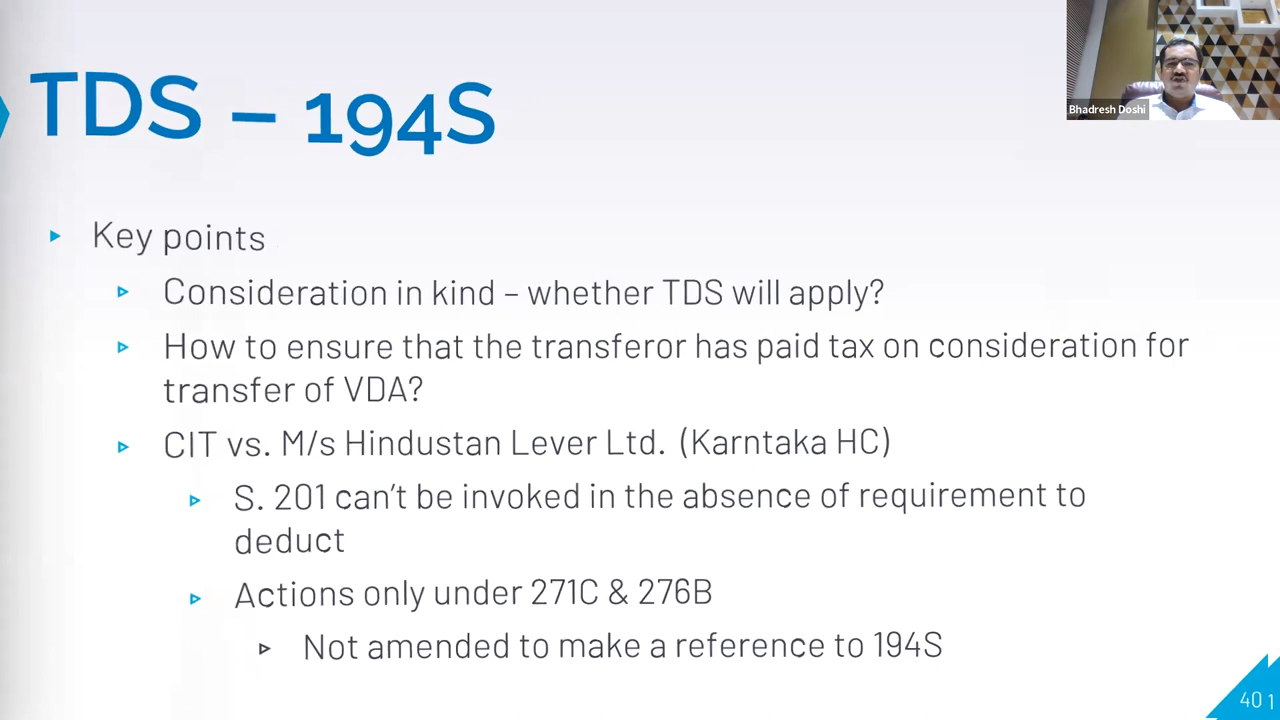 TDS – 194S
Bhadresh Doshi
Key points
Consideration in kind – whether TDS will apply?
How to ensure that the transferor has paid tax on consideration for
transfer of VDA?
CIT vs. M/s Hindustan Lever Ltd. (Karntaka HC)
S. 201 can't be invoked in the absence of requirement to
deduct
Actions only under 271C & 276B
Not amended to make a reference to 194S
40 1